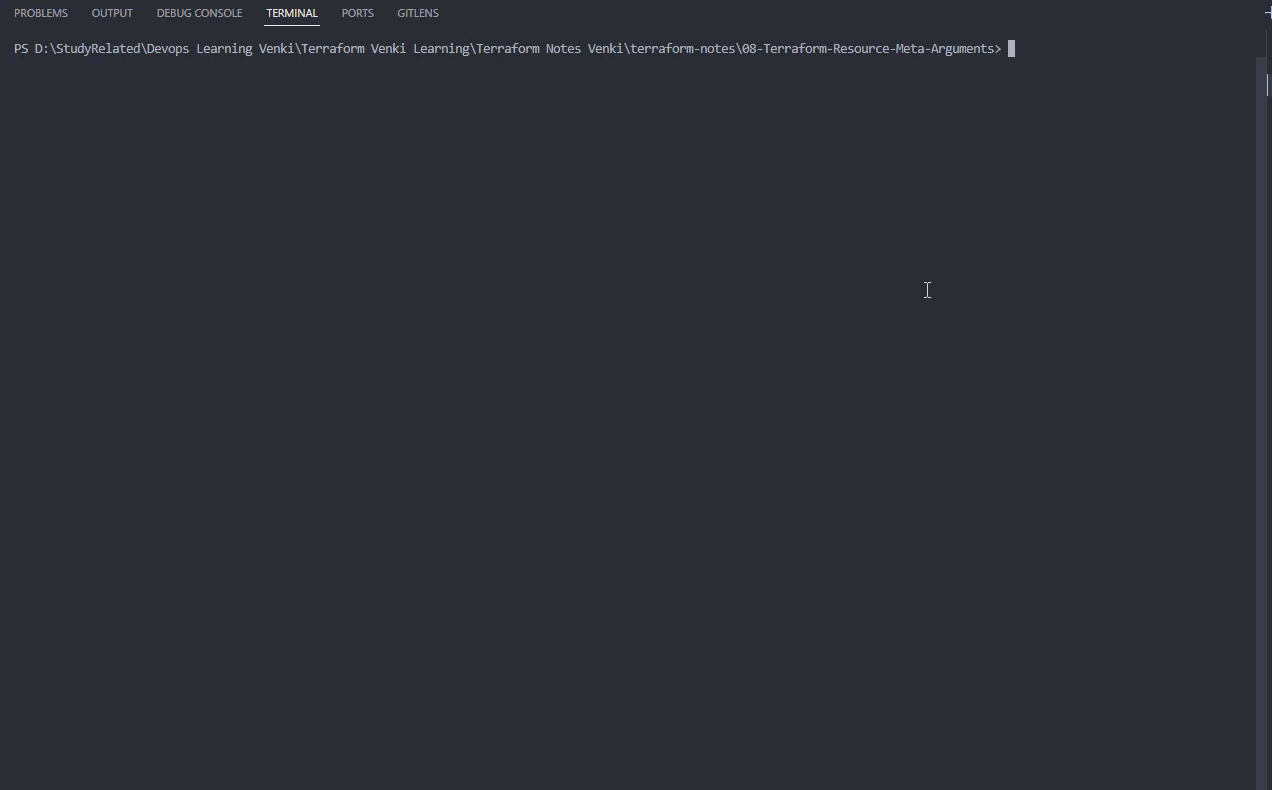 PROBLEMS OUTPUT DEBUG CONSOLE TERMINAL PORTS GITLENS
PS D:\StudyRelated\Devops Learning Venki\Terraform Venki Learning\Terraform Notes Venki\terraform-notes\08-Terraform-Resource-Meta-Arguments>